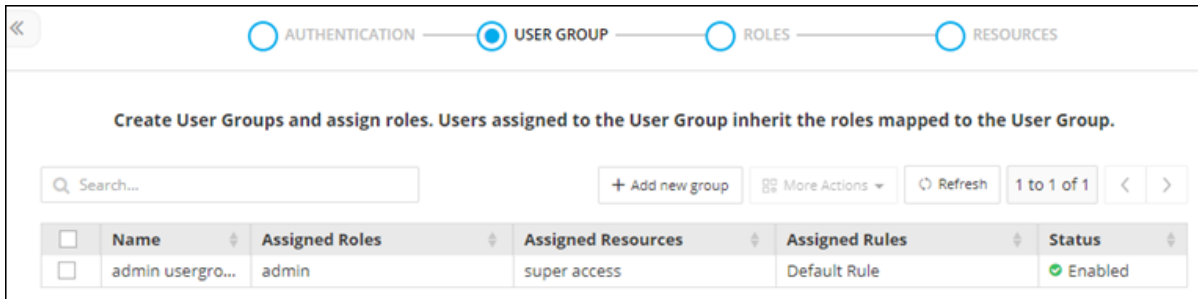 AUTHENTICATION USER GROUP ROLES RESOURCES
Create User Groups and assign roles. Users assigned to the User Group inherit the roles mapped to the User Group.
Search... + Add new group More Actions Refresh 1 to 1 of 1
Name Assigned Roles Assigned Resources Assigned Rules Status
admin usergro... admin super access Default Rule Enabled